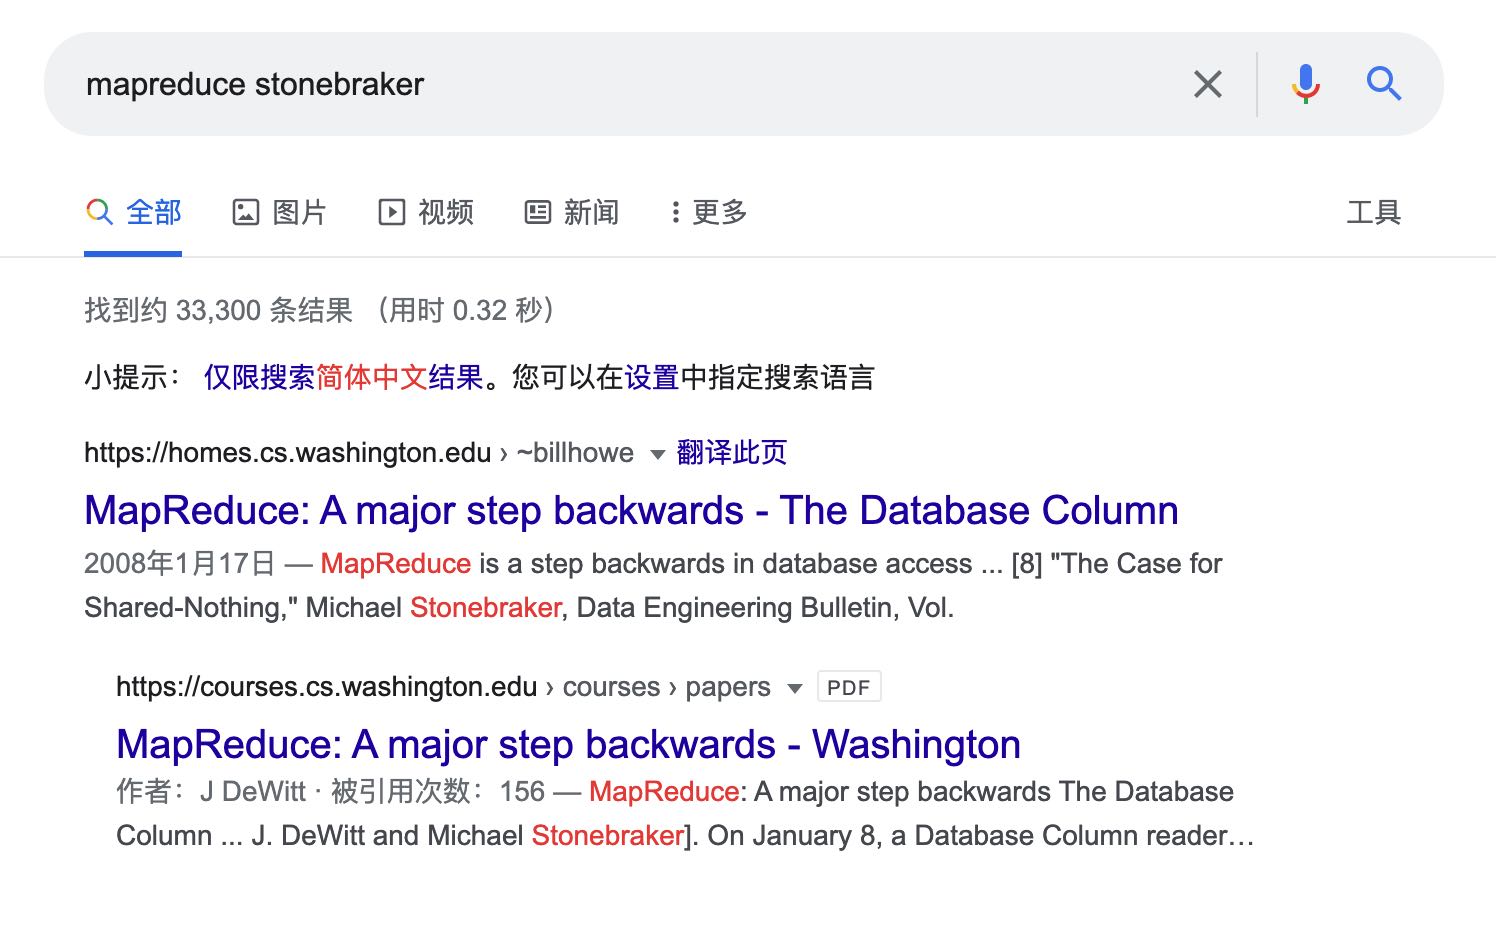 mapreduce stonebraker
全部 图片 视频 新闻 更多 工具
找到约 33,300 条结果 （用时 0.32 秒）
小提示： 仅限搜索简体中文结果。您可以在设置中指定搜索语言
https://homes.cs.washington.edu › ~billhowe 翻译此页
MapReduce: A major step backwards - The Database Column
2008年1月17日 — MapReduce is a step backwards in database access ... [8] "The Case for
Shared-Nothing," Michael Stonebraker, Data Engineering Bulletin, Vol.
https://courses.cs.washington.edu › courses › papers PDF
MapReduce: A major step backwards - Washington
作者：J DeWitt · 被引用次数：156 — MapReduce: A major step backwards The Database
Column ... J. DeWitt and Michael Stonebraker]. On January 8, a Database Column reader…